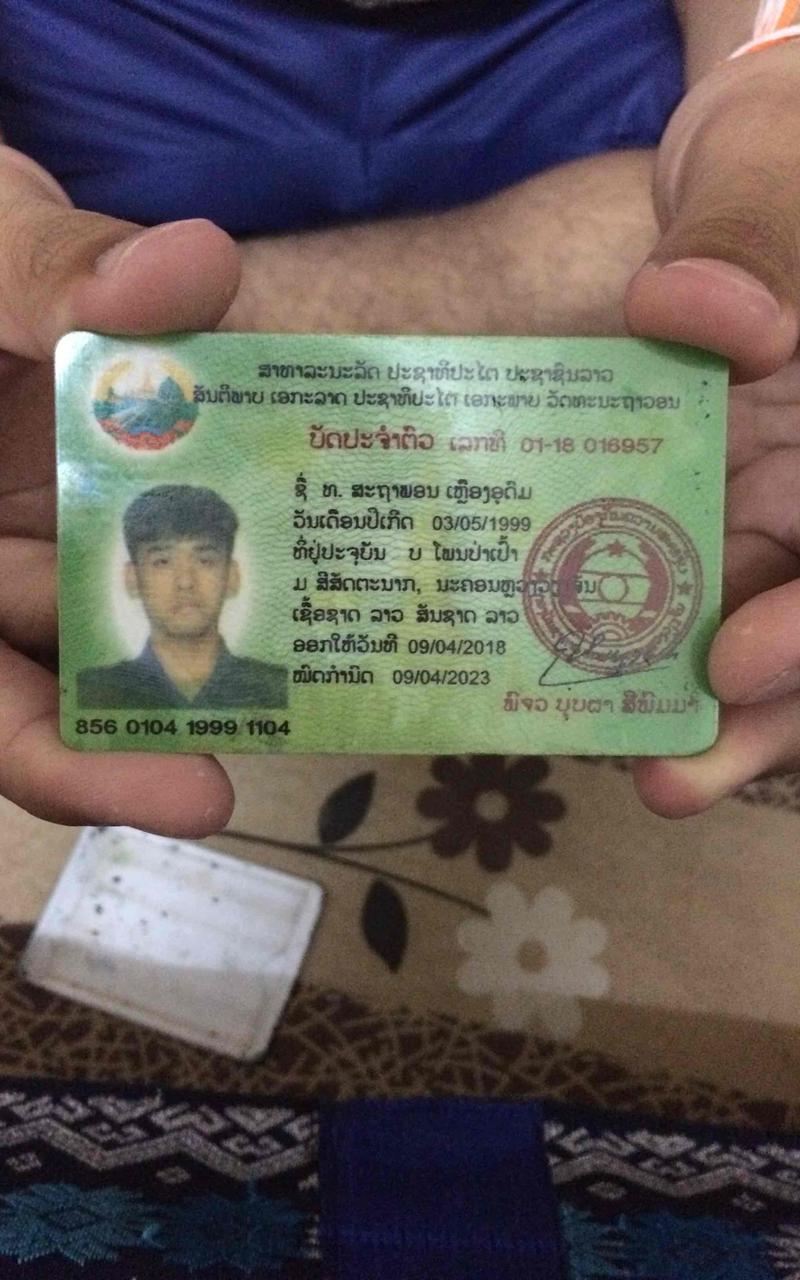 ສາທາລະນະລັດ ປະຊາທິປະໄຕ ປະຊາຊົນລາວ
ສັນຕິພາບ ເອກະລາດ ປະຊາທິປະໄຕ ເອກະພາບ ວັດທະນະຖາວອນ
ບັດປະຈຳຕົວ ເລກທີ 01-18 016957
ຊື່ ທ. ສະຖາພອນ ເຫຼືອງອຸດົມ
ວັນເດືອນປີເກີດ 03/05/1999
ທີ່ຢູ່ປະຈຸບັນ ບ ໂພນປ່າເປົ້າ
ມ ສີສັດຕະນາກ, ນະຄອນຫຼວງວຽງຈັນ
ເຊື້ອຊາດ ລາວ ສັນຊາດ ລາວ
ອອກໃຫ້ວັນທີ 09/04/2018
ໝົດກຳນົດ 09/04/2023
ພົຈວ ບຸບຜາ ສີພົມມາ
856 0104 1999 1104